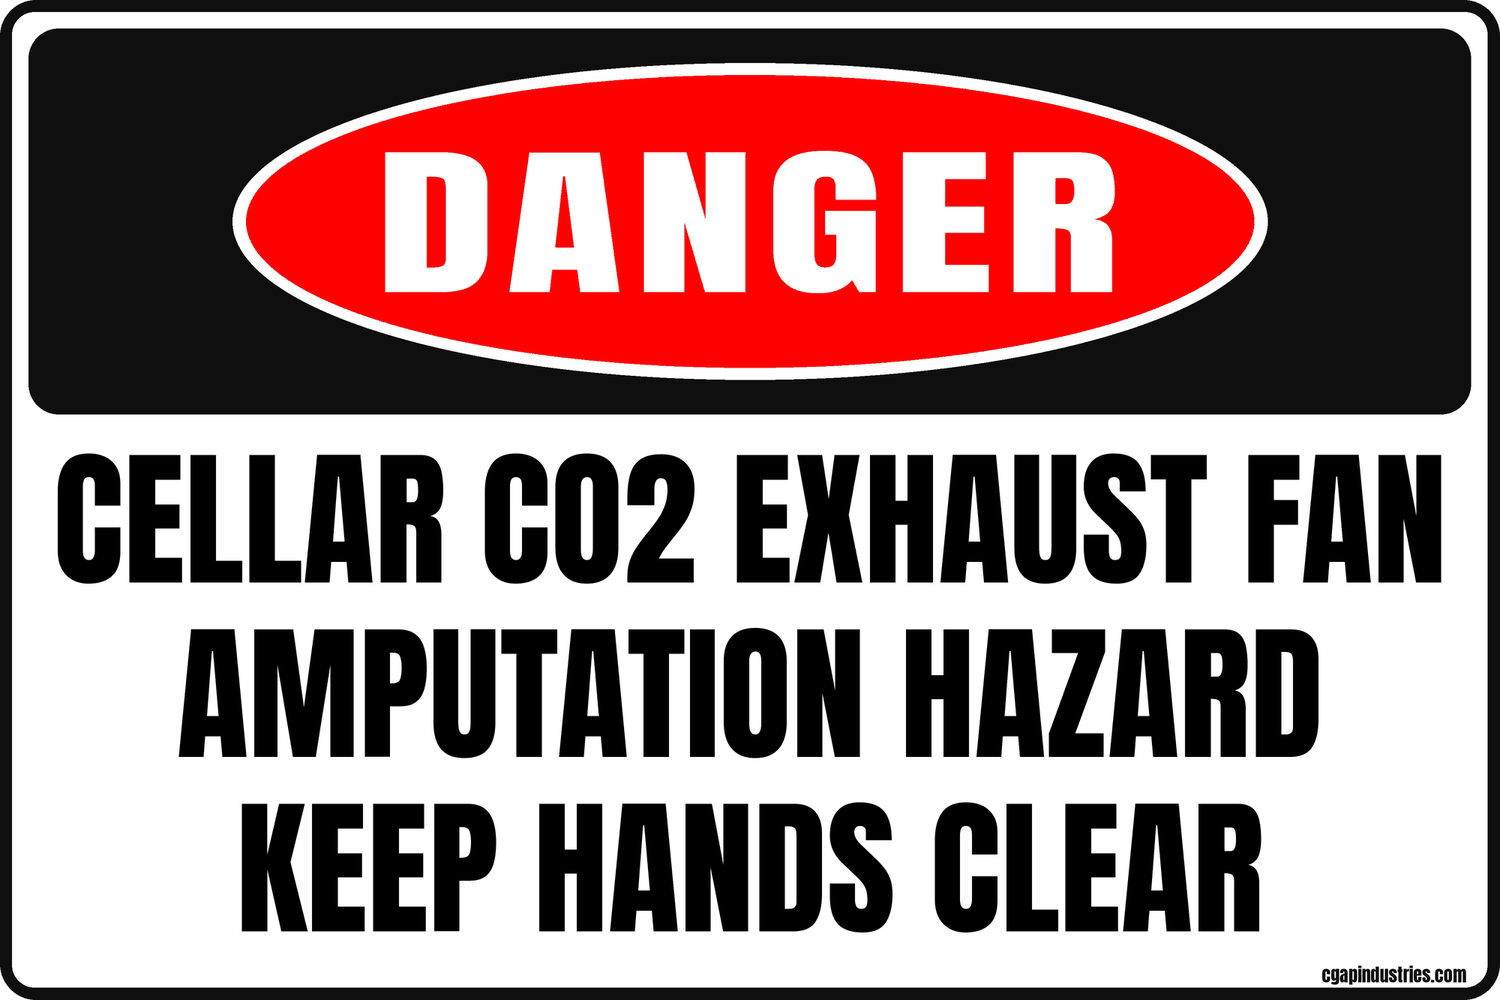 DANGER
CELLAR CO2 EXHAUST FAN
AMPUTATION HAZARD
KEEP HANDS CLEAR
cgapindustries.com